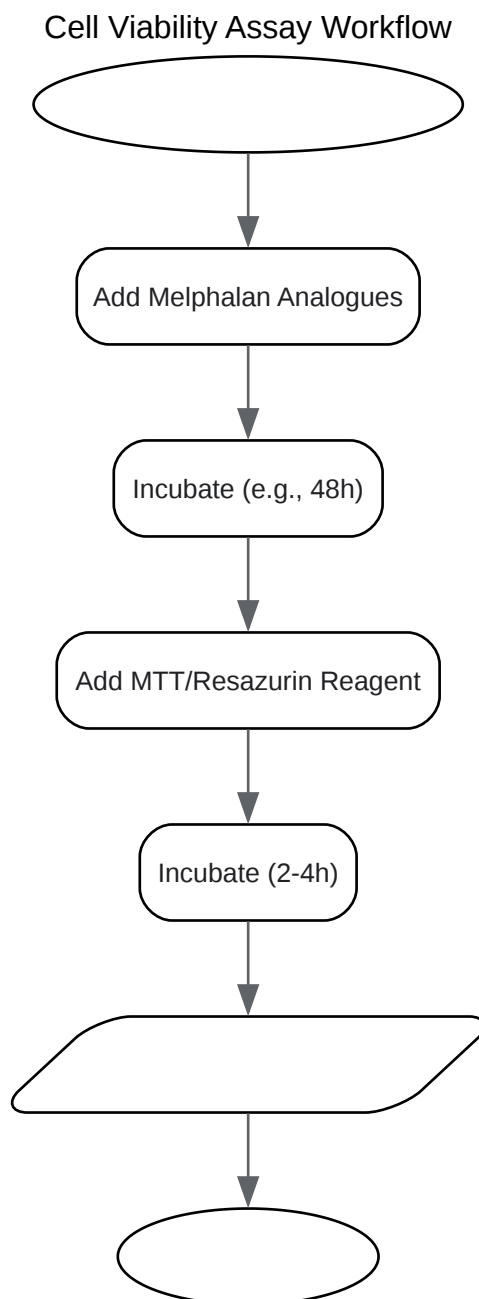 Cell Viability Assay Workflow
Add Melphalan Analogues
Incubate (e.g., 48h)
Add MTT/Resazurin Reagent
Incubate (2-4h)